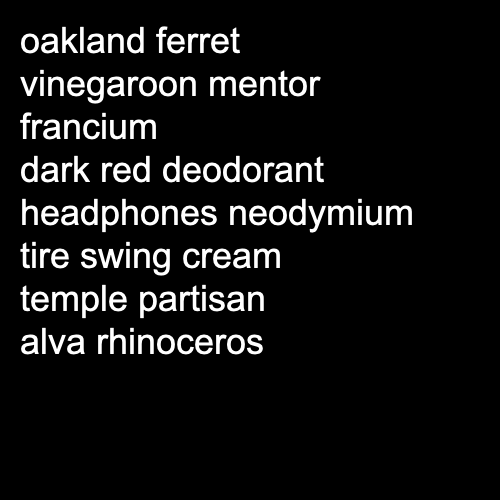 oakland ferret
vinegaroon mentor
francium
dark red deodorant
headphones neodymium
tire swing cream
temple partisan
alva rhinoceros